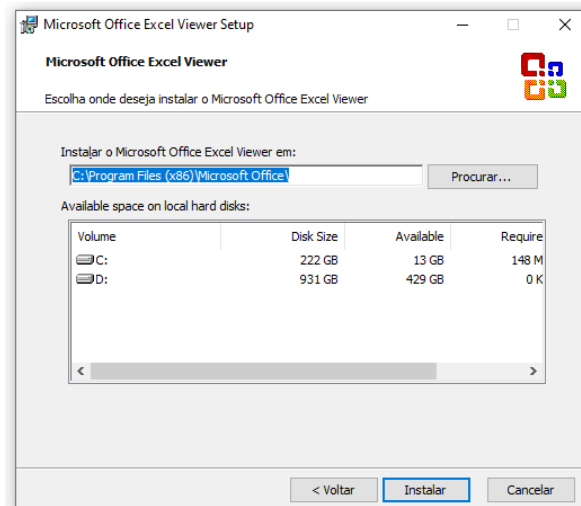 Microsoft Office Excel Viewer Setup
Microsoft Office Excel Viewer
Escolha onde deseja instalar o Microsoft Office Excel Viewer
Instalar o Microsoft Office Excel Viewer em:
C:\Program Files (x86)\Microsoft Office\ Procurar...
Available space on local hard disks:
Volume Disk Size Available Require
C: 222 GB 13 GB 148 M
D: 931 GB 429 GB 0 K
< Voltar Instalar Cancelar